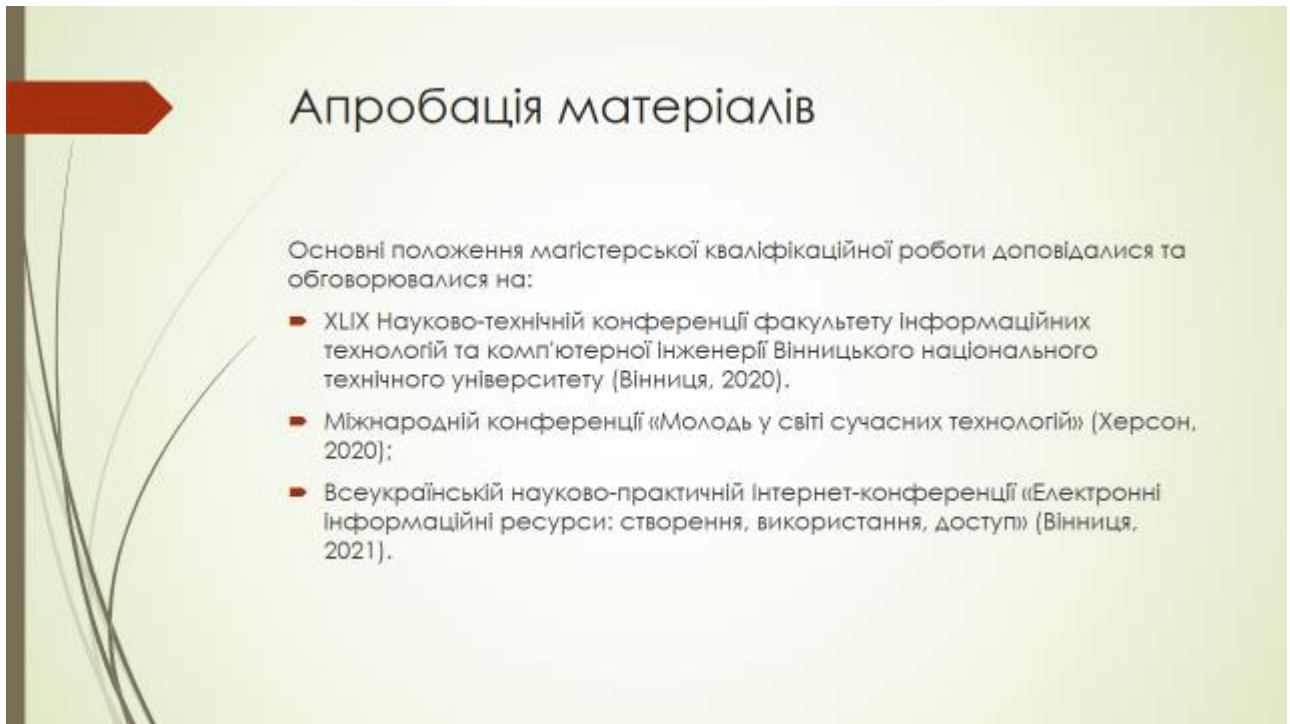 Апробація матеріалів
Основні положення магістерської кваліфікаційної роботи доповідалися та
обговорювалися на:
XLIX Науково-технічній конференції факультету інформаційних
технологій та комп'ютерної інженерії Вінницького національного
технічного університету (Вінниця, 2020).
Міжнародній конференції «Молодь у світі сучасних технологій» (Херсон,
2020);
Всеукраїнській науково-практичній Інтернет-конференції «Електронні
інформаційні ресурси: створення, використання, доступ» (Вінниця,
2021).